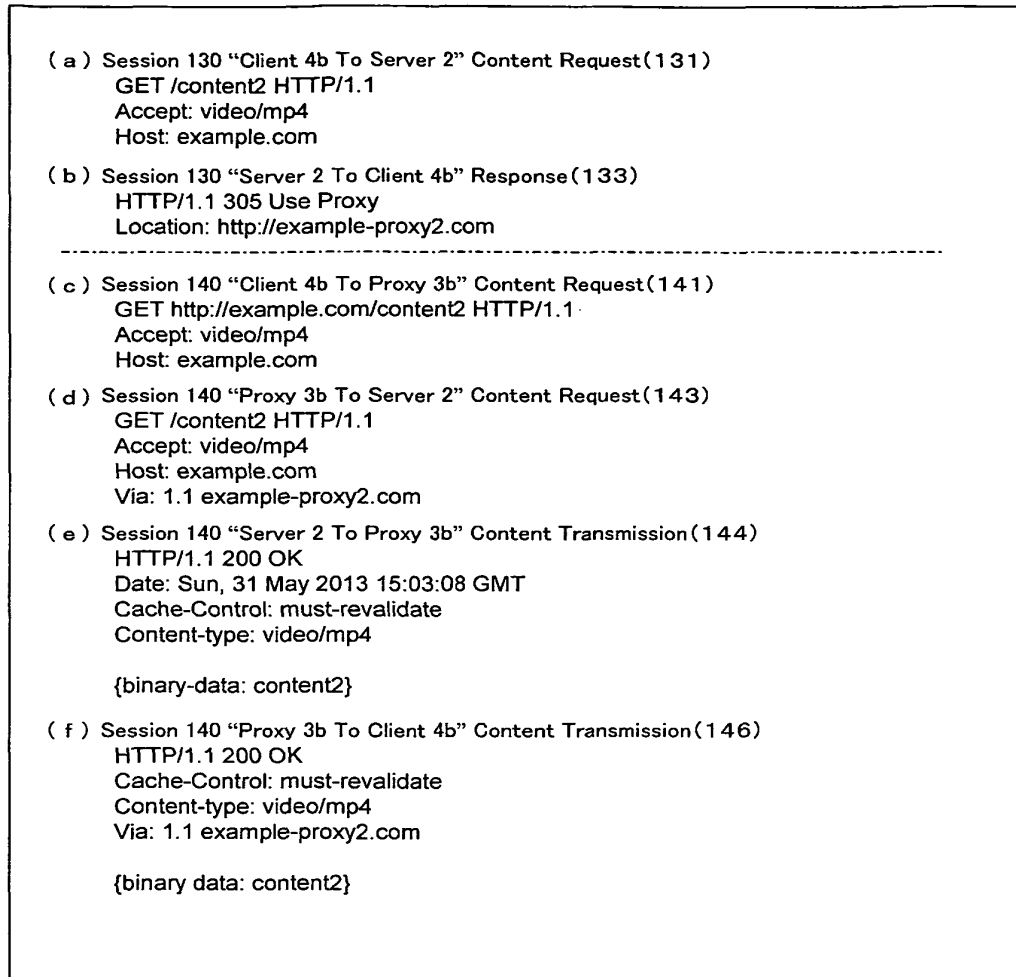 (a) Session 130 “Client 4b To Server 2” Content Request(131)
GET /content2 HTTP/1.1
Accept: video/mp4
Host: example.com
(b) Session 130 “Server 2 To Client 4b” Response(133)
HTTP/1.1 305 Use Proxy
Location: http://example-proxy2.com
(c) Session 140 “Client 4b To Proxy 3b” Content Request(141)
GET http://example.com/content2 HTTP/1.1
Accept: video/mp4
Host: example.com
(d) Session 140 “Proxy 3b To Server 2” Content Request(143)
GET /content2 HTTP/1.1
Accept: video/mp4
Host: example.com
Via: 1.1 example-proxy2.com
(e) Session 140 “Server 2 To Proxy 3b” Content Transmission(144)
HTTP/1.1 200 OK
Date: Sun, 31 May 2013 15:03:08 GMT
Cache-Control: must-revalidate
Content-type: video/mp4
{binary-data: content2}
(f) Session 140 “Proxy 3b To Client 4b” Content Transmission(146)
HTTP/1.1 200 OK
Cache-Control: must-revalidate
Content-type: video/mp4
Via: 1.1 example-proxy2.com
{binary data: content2}